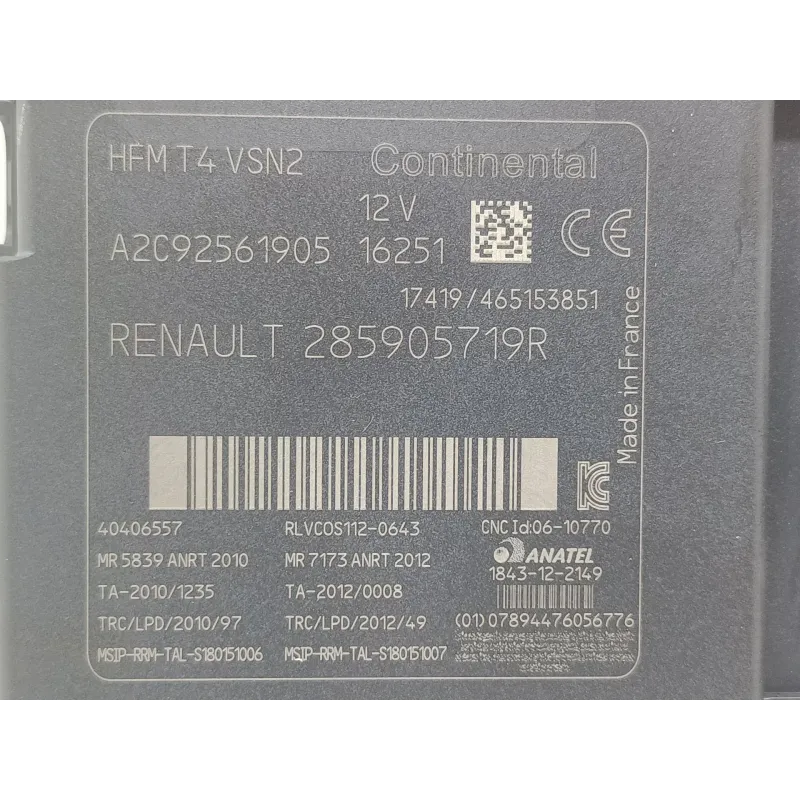 HFM T4 VSN2 Continental
12 V
A2C92561905 16251 CE
17419/465153851
RENAULT 285905719R
Made in France
40406557 RLVCOS112-0643 CNC Id:06-10770
MR 5839 ANRT 2010 MR 7173 ANRT 2012 ANATEL
TA-2010/1235 TA-2012/0008 1843-12-2149
TRC/LPD/2010/97 TRC/LPD/2012/49 (01)07894476056776
MSIP-RRM-TAL-S180151006 MSIP-RRM-TAL-S180151007